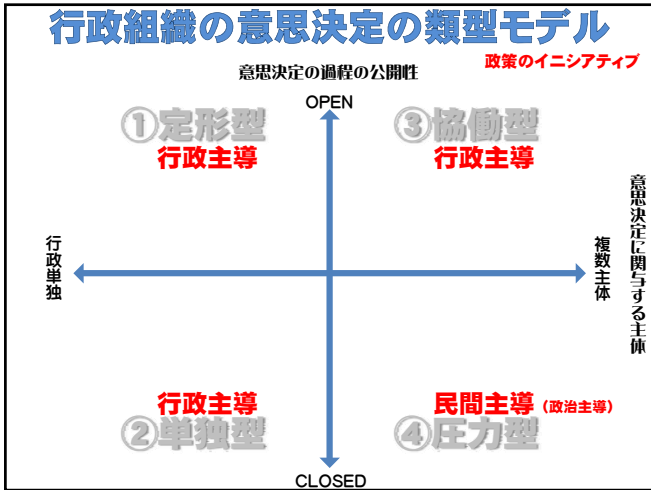 行政組織の意思決定の類型モデル
政策のイニシアティブ
意思決定の過程の公開性
OPEN
①定形型
行政主導
③協働型
行政主導
行政単独
複数主体
意思決定に関与する主体
行政主導
②単独型
民間主導(政治主導)
④圧力型
CLOSED